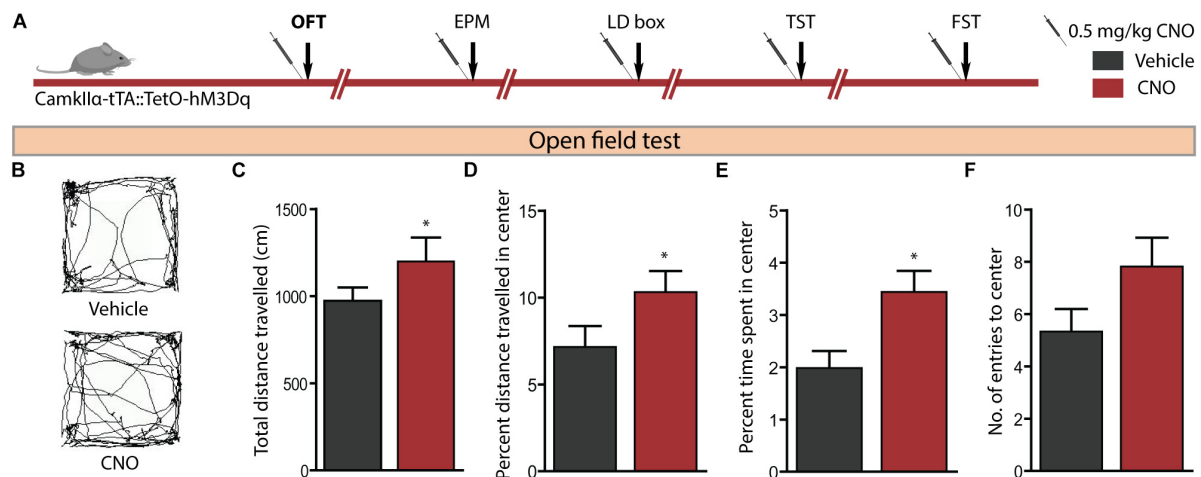 A
OFT
EPM
LD box
TST
FST
0.5 mg/kg CNO
Vehicle
CNO
CamkIIα-tTA::TetO-hM3Dq
Open field test
B
Vehicle
CNO
C
Total distance travelled (cm)
1500
1000
500
0
*
D
Percent distance travelled in center
15
10
5
0
*
E
Percent time spent in center
5
4
3
2
1
0
*
F
No. of entries to center
10
8
6
4
2
0